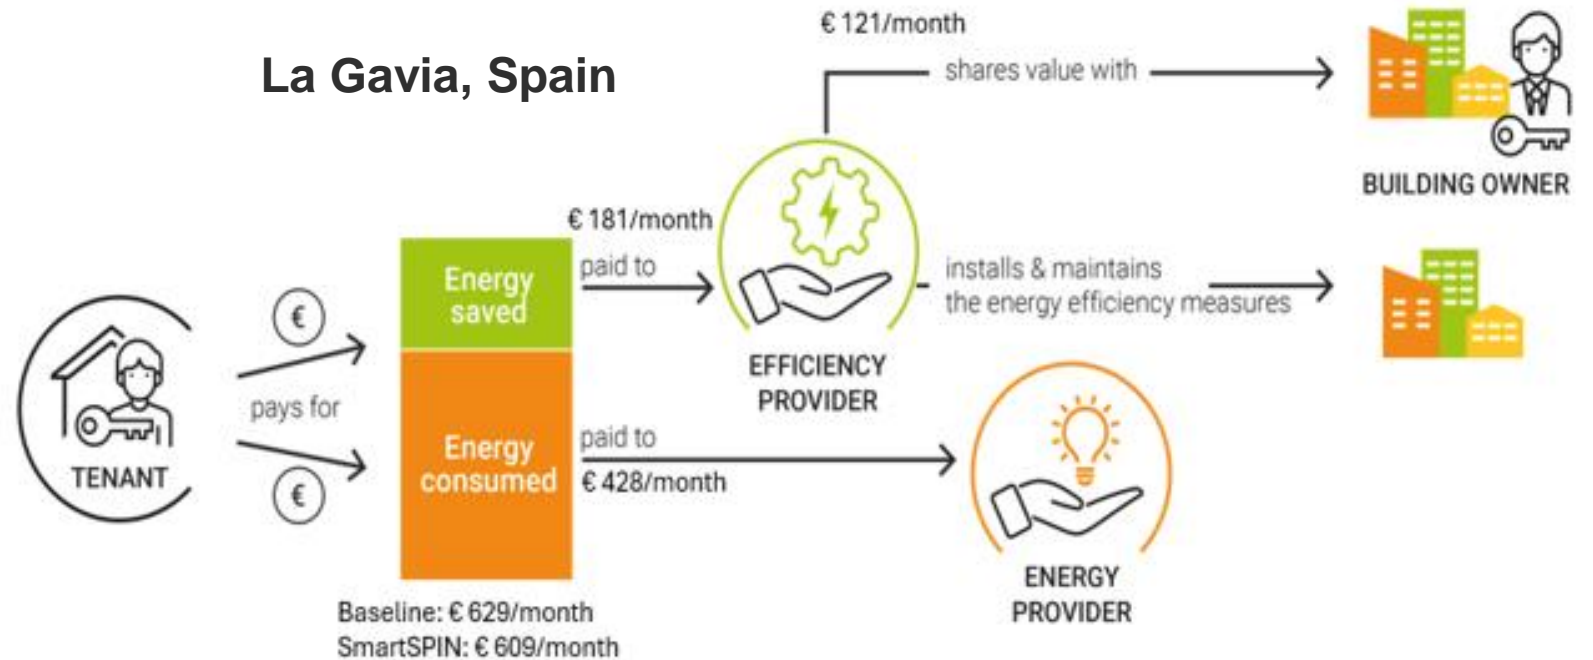 La Gavia, Spain
€ 121/month
shares value with
BUILDING OWNER
€ 181/month
paid to
Energy
saved
installs & maintains
the energy efficiency measures
EFFICIENCY
PROVIDER
€
pays for
€
TENANT
Energy
consumed
paid to
€ 428/month
ENERGY
PROVIDER
Baseline: € 629/month
SmartSPIN: € 609/month